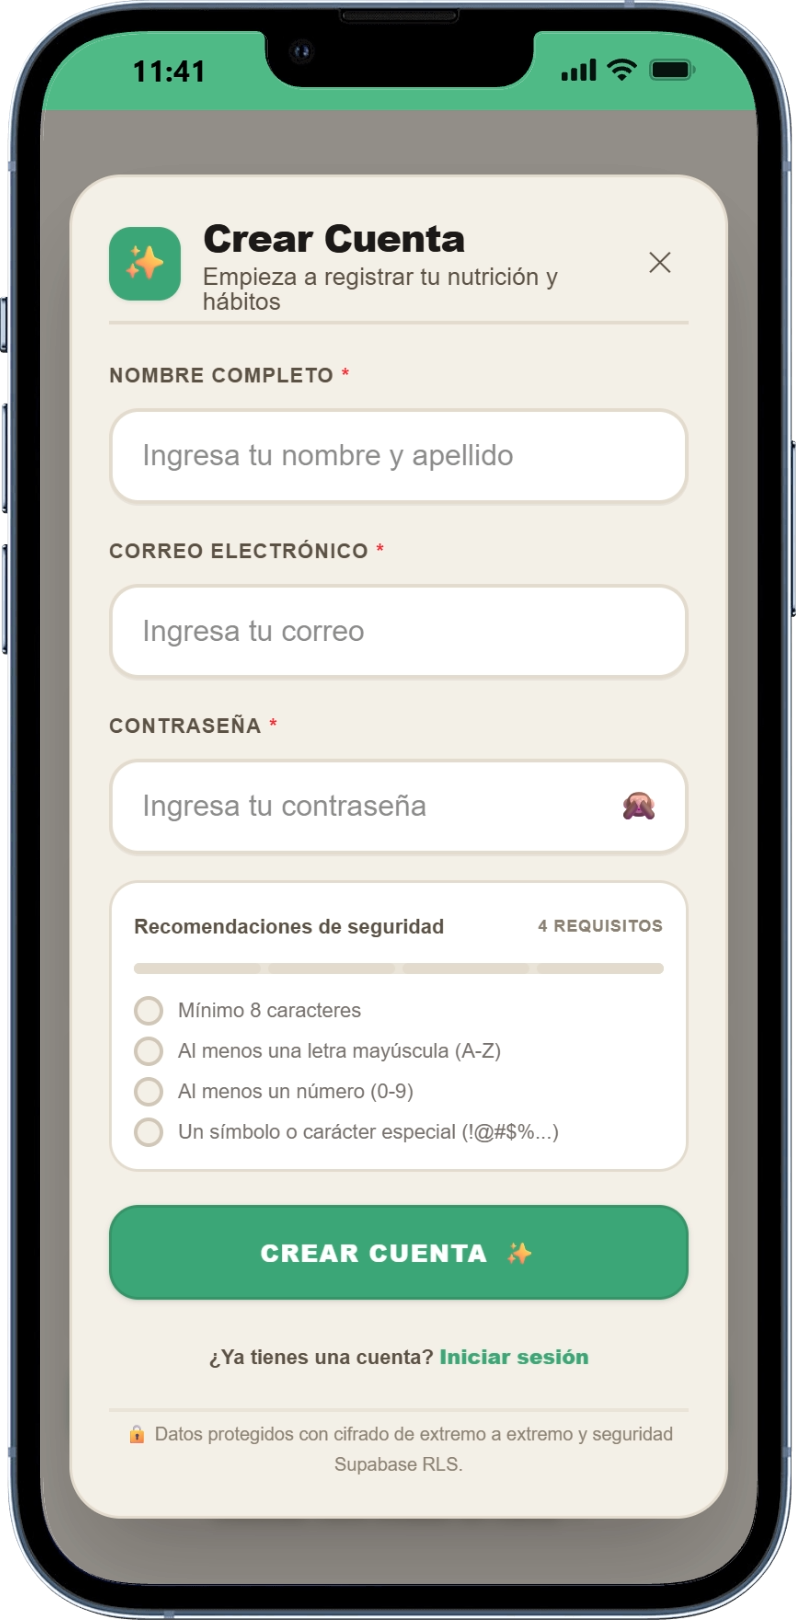 11:41
Crear Cuenta
Empieza a registrar tu nutrición y
hábitos
NOMBRE COMPLETO *
Ingresa tu nombre y apellido
CORREO ELECTRÓNICO *
Ingresa tu correo
CONTRASEÑA *
Ingresa tu contraseña
Recomendaciones de seguridad 4 REQUISITOS
Mínimo 8 caracteres
Al menos una letra mayúscula (A-Z)
Al menos un número (0-9)
Un símbolo o carácter especial (!@#$%...)
CREAR CUENTA ✨
¿Ya tienes una cuenta? Iniciar sesión
🔒 Datos protegidos con cifrado de extremo a extremo y seguridad
Supabase RLS.